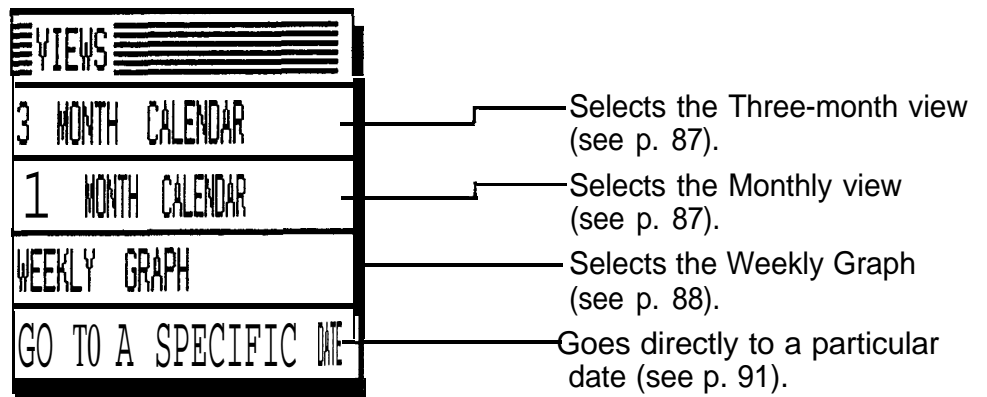 VIEWS
3 MONTH CALENDAR
Selects the Three-month view
(see p. 87).
1 MONTH CALENDAR
Selects the Monthly view
(see p. 87).
WEEKLY GRAPH
Selects the Weekly Graph
(see p. 88).
GO TO A SPECIFIC DATE
Goes directly to a particular
date (see p. 91).